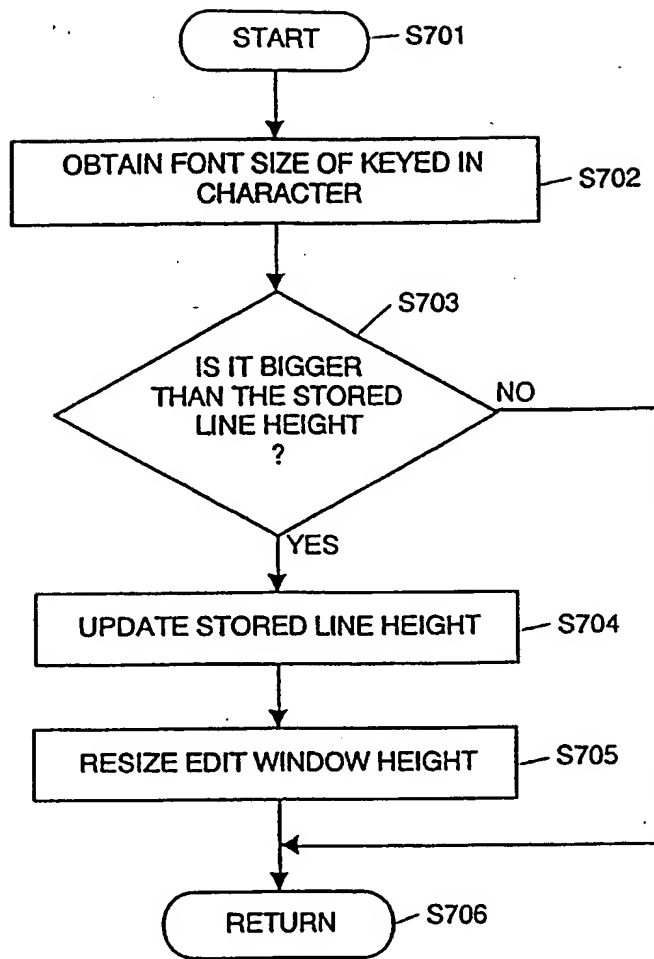 START
S701
OBTAIN FONT SIZE OF KEYED IN
CHARACTER
S702
S703
IS IT BIGGER
THAN THE STORED
LINE HEIGHT
?
NO
YES
UPDATE STORED LINE HEIGHT
S704
RESIZE EDIT WINDOW HEIGHT
S705
RETURN
S706